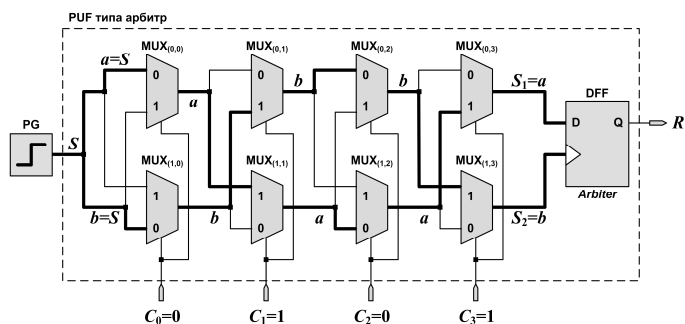 PUF типа арбитр
MUX(0,0) MUX(0,1) MUX(0,2) MUX(0,3)
a=S 0 0 b 0 b 0 S1=a DFF
PG a D Q R
S 1 1 1 1
MUX(1,0) MUX(1,1) MUX(1,2) MUX(1,3)
1 1 1 1
b=S b a a S2=b Arbiter
0 0 0 0
C0=0 C1=1 C2=0 C3=1